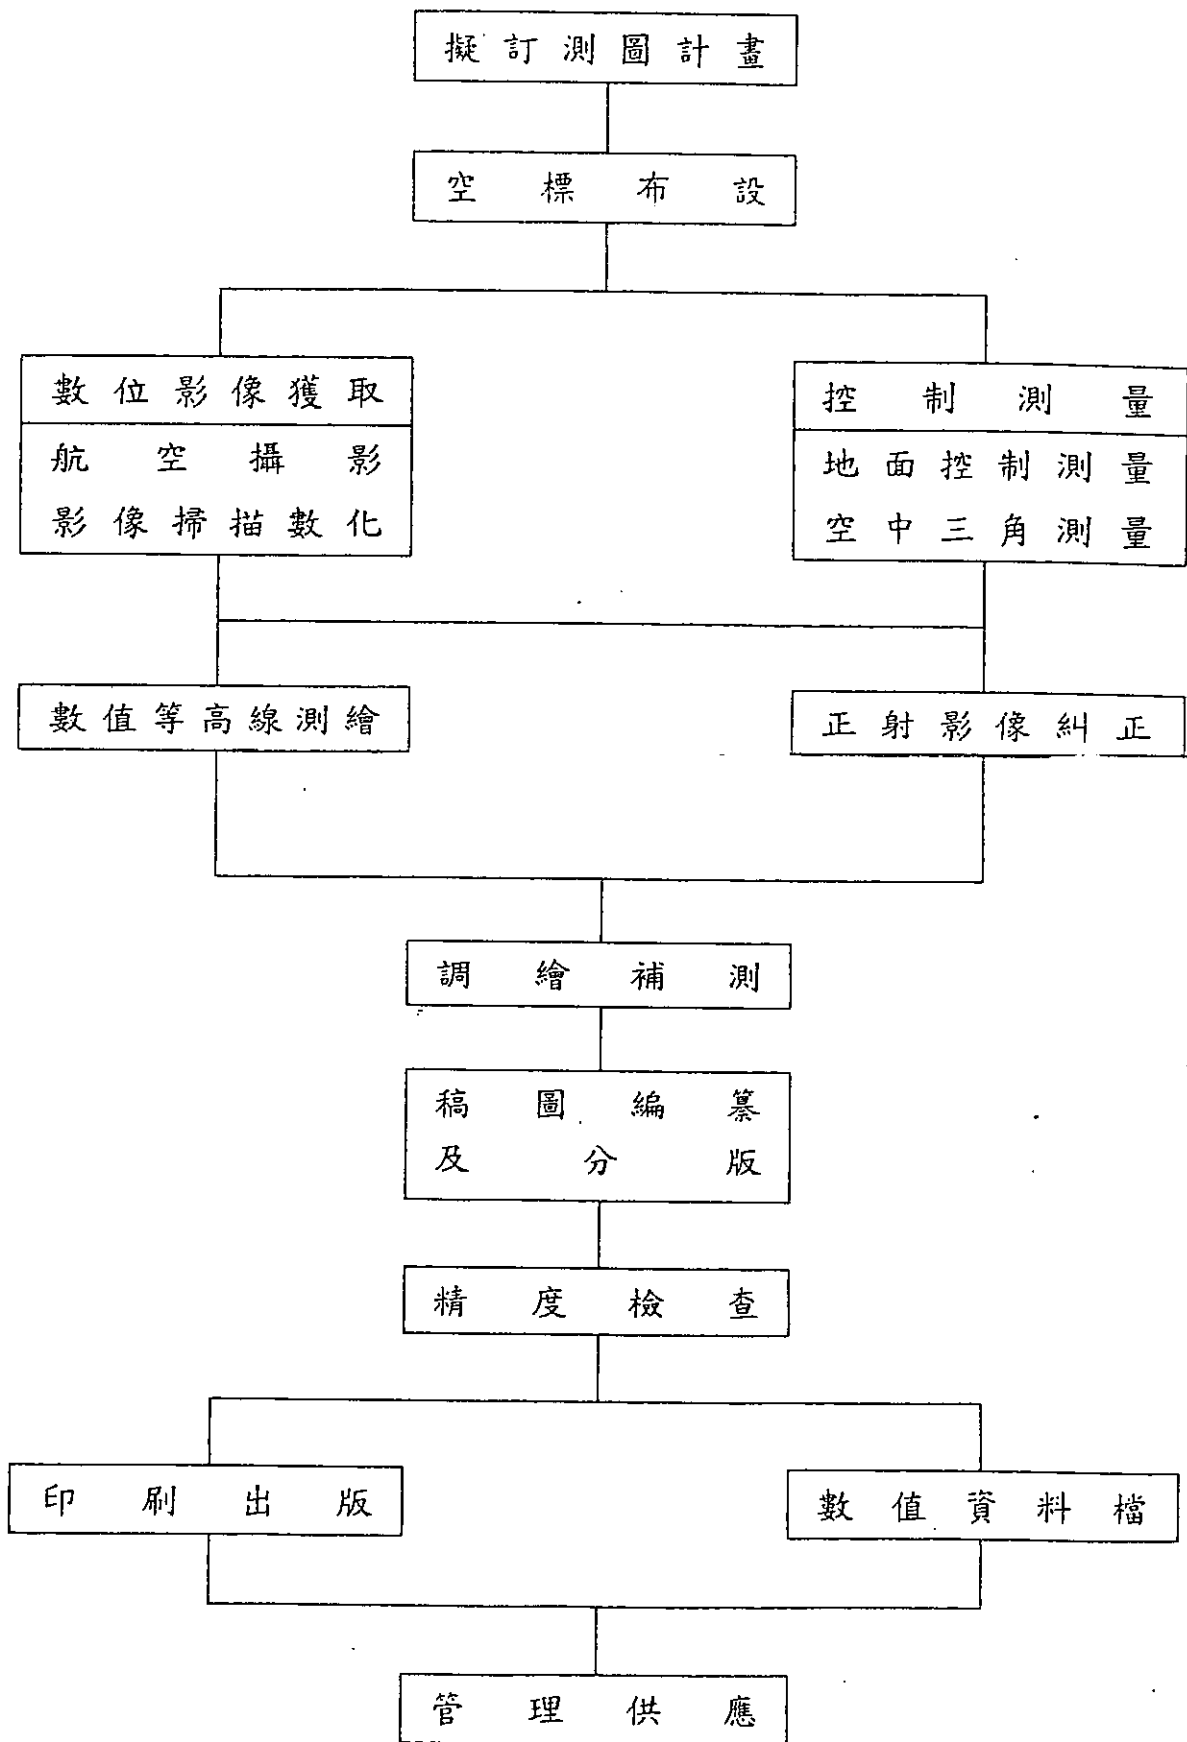 擬訂測圖計畫
空標布設
數位影像獲取
航空攝影
影像掃描數化
控制測量
地面控制測量
空中三角測量
數值等高線測繪
正射影像糾正
調繪補測
稿圖編纂
及分版
精度檢查
印刷出版
數值資料檔
管理供應